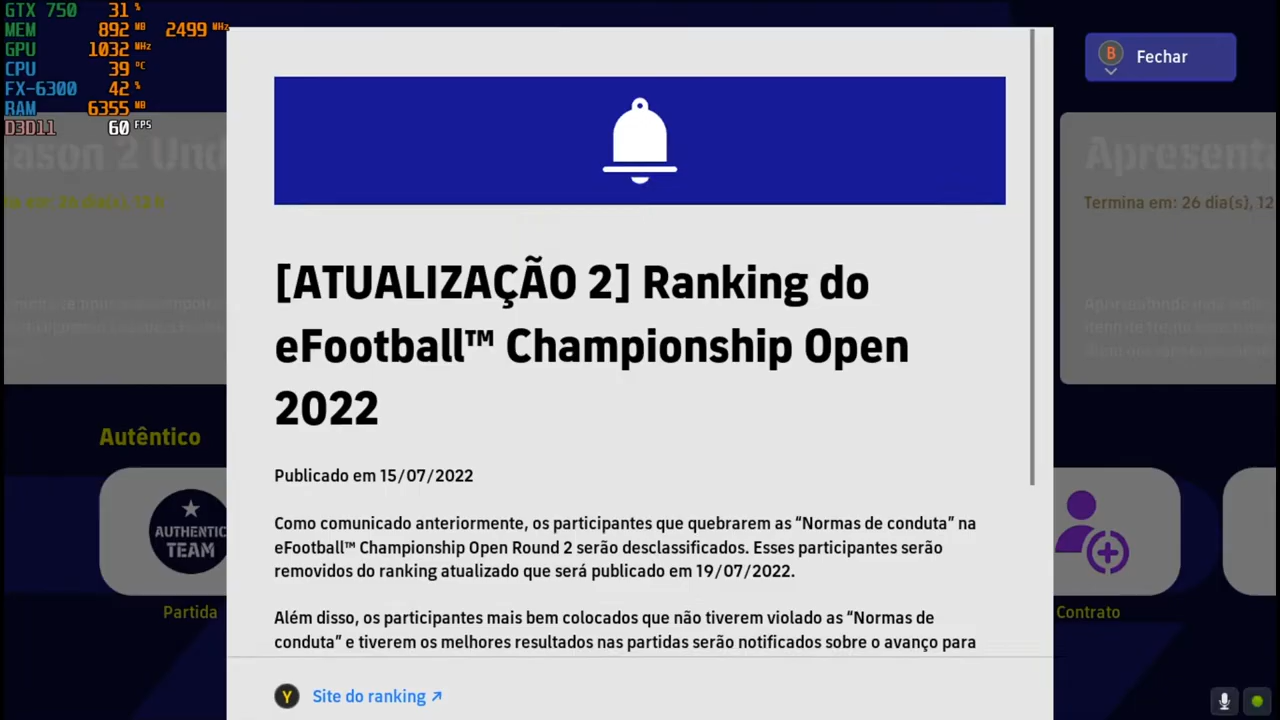 GTX 750 31 %
MEM 892 MB 2499 MHz
GPU 1032 MHz
CPU 39 °C
FX-6300 42 %
RAM 6355 MB
D3D11 60 FPS
B Fechar
eason 2 Und
Apresenta
Termina em: 26 dia(s), 12
[ATUALIZAÇÃO 2] Ranking do
eFootball™ Championship Open
2022
Publicado em 15/07/2022
Como comunicado anteriormente, os participantes que quebrarem as “Normas de conduta” na
eFootball™ Championship Open Round 2 serão desclassificados. Esses participantes serão
removidos do ranking atualizado que será publicado em 19/07/2022.
Além disso, os participantes mais bem colocados que não tiverem violado as “Normas de
conduta” e tiverem os melhores resultados nas partidas serão notificados sobre o avanço para
Autêntico
AUTHENTIC
TEAM
Partida
Contrato
Y Site do ranking